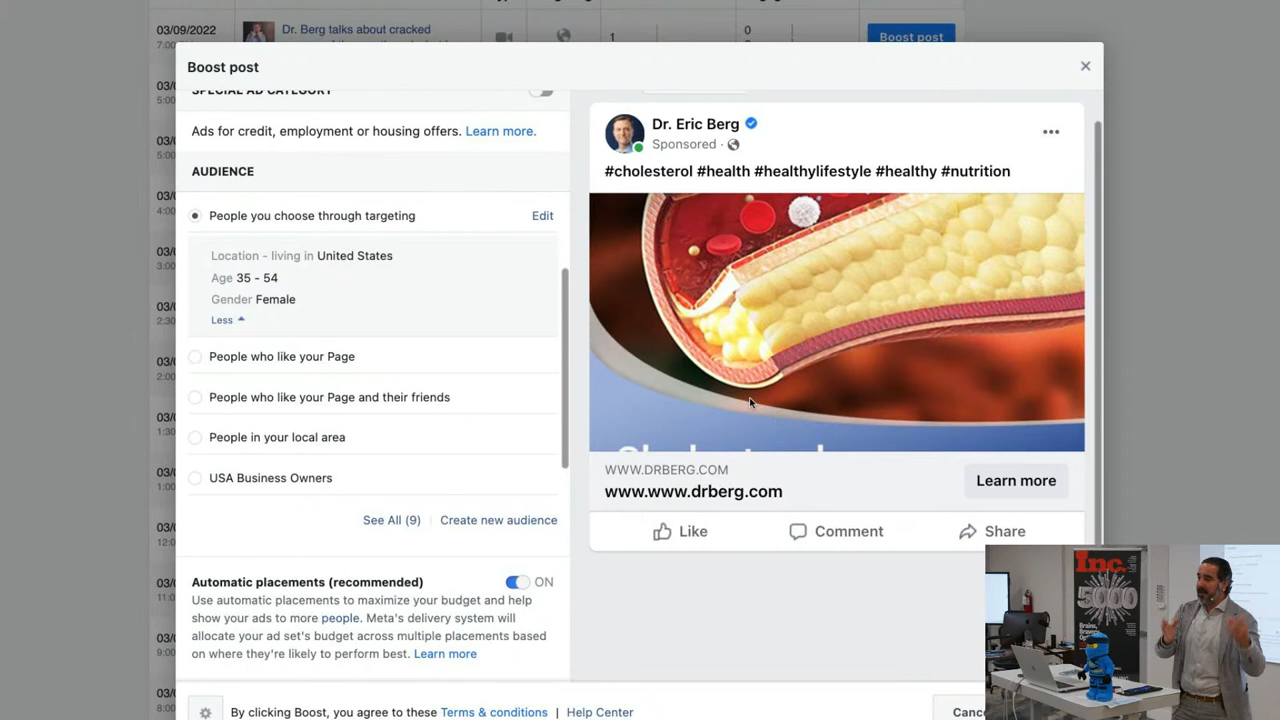 03/09/2022
Dr. Berg talks about cracked
1
0
Boost post
Boost post
SPECIAL AD CATEGORY
Ads for credit, employment or housing offers. Learn more.
AUDIENCE
People you choose through targeting
Edit
Location - living in United States
Age 35 - 54
Gender Female
Less
People who like your Page
People who like your Page and their friends
People in your local area
USA Business Owners
See All (9) | Create new audience
Automatic placements (recommended)
ON
Use automatic placements to maximize your budget and help
show your ads to more people. Meta's delivery system will
allocate your ad set's budget across multiple placements based
on where they're likely to perform best. Learn more
By clicking Boost, you agree to these Terms & conditions | Help Center
Dr. Eric Berg
Sponsored ·
#cholesterol #health #healthylifestyle #healthy #nutrition
WWW.DRBERG.COM
www.www.drberg.com
Learn more
Like
Comment
Share
Inc.
5000